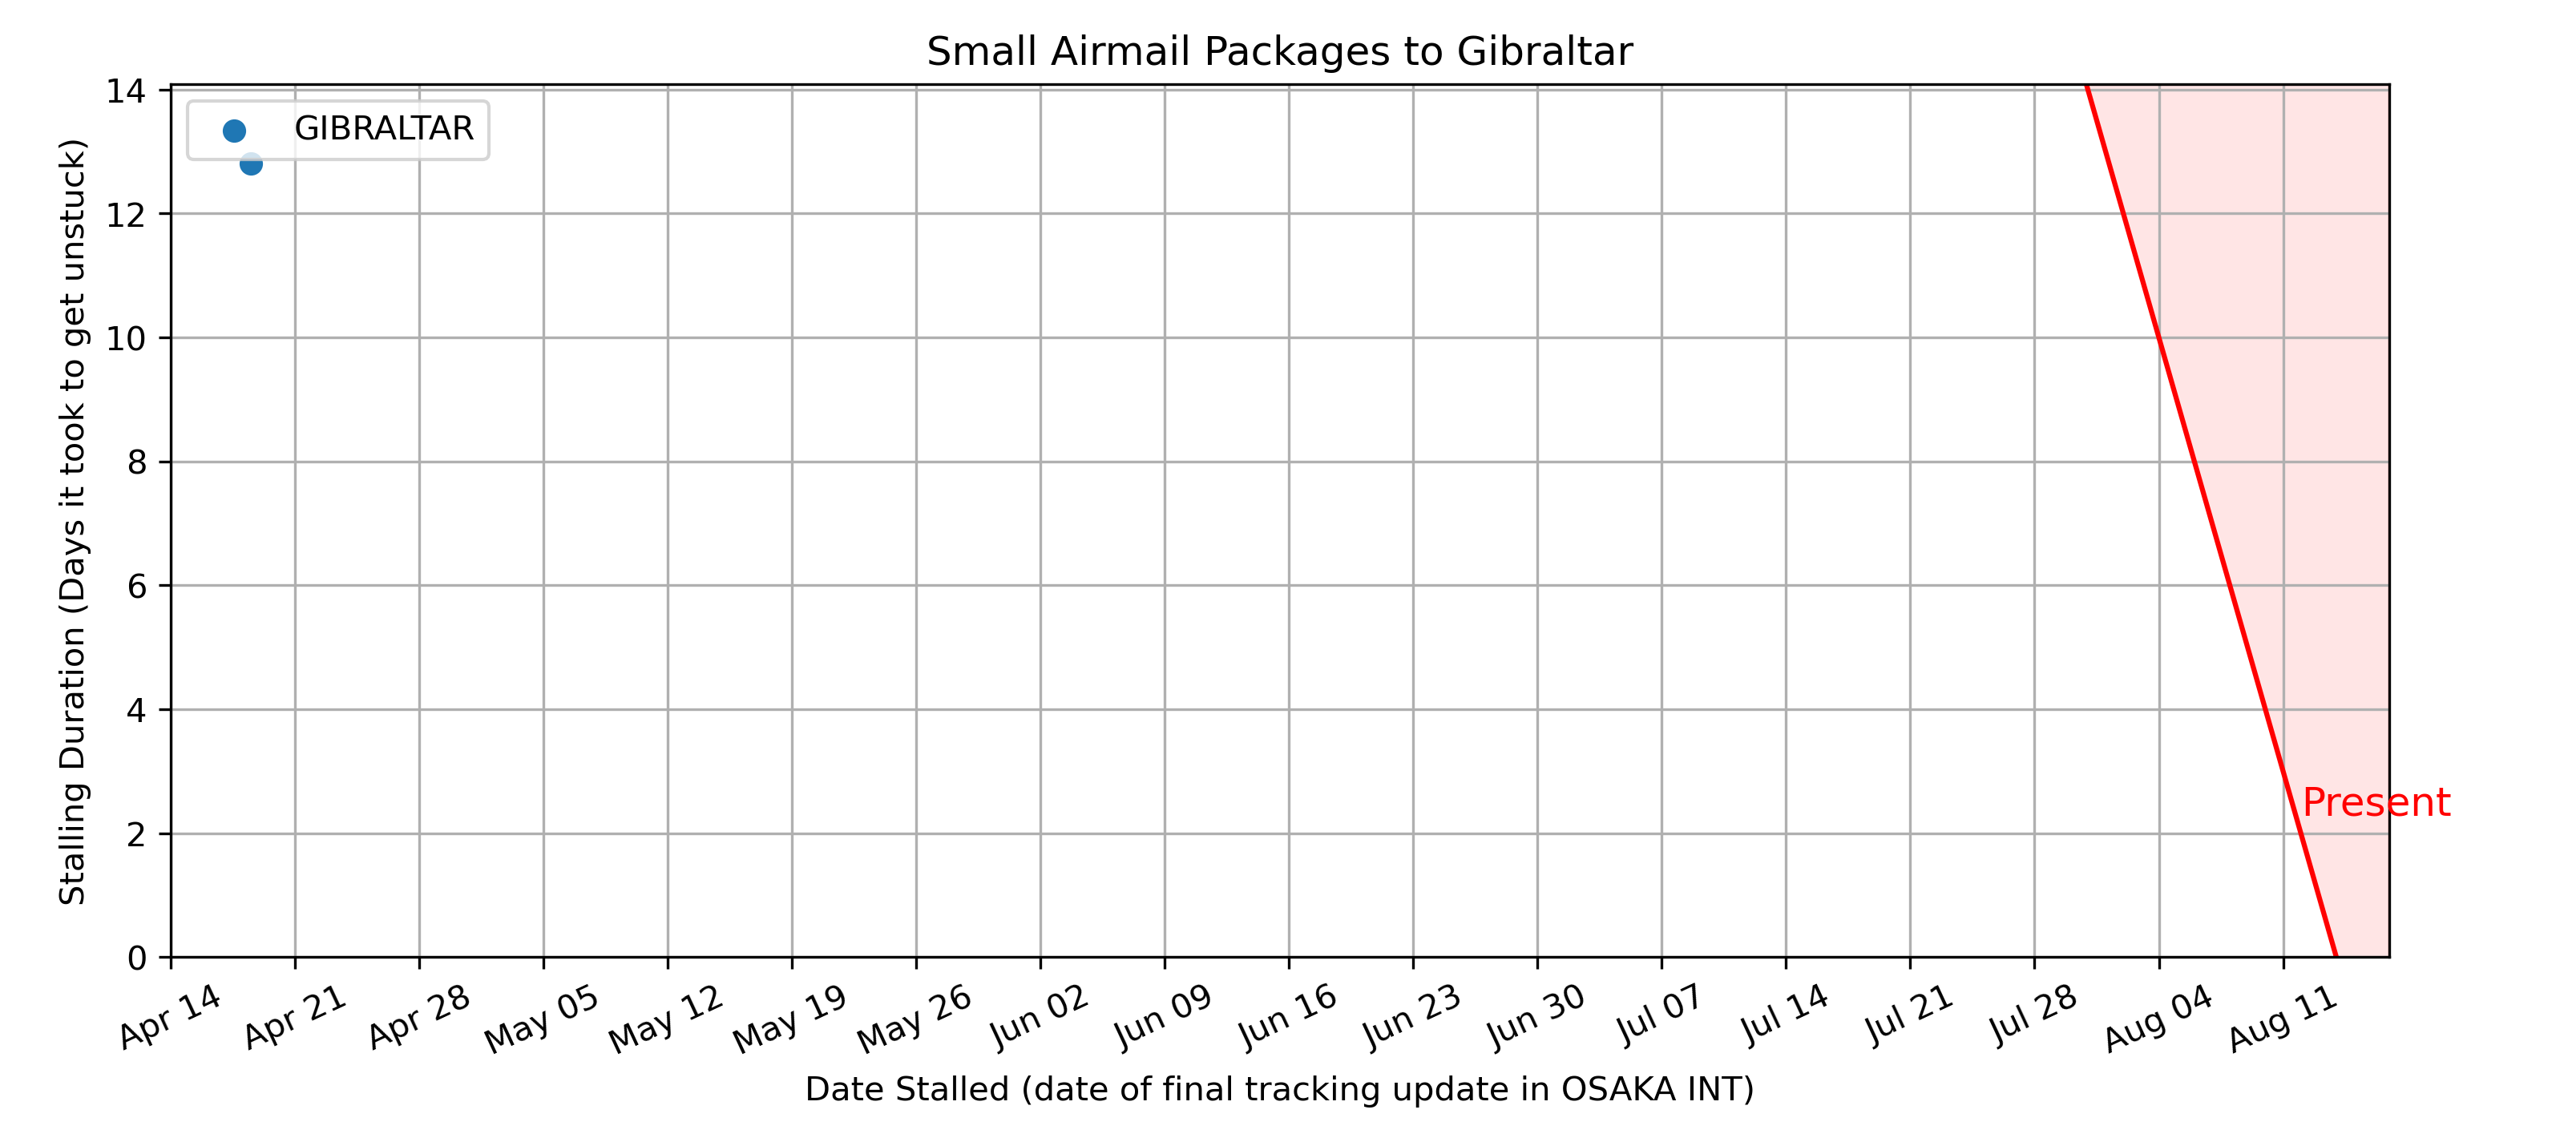 Small Airmail Packages to Gibraltar
GIBRALTAR
Stalling Duration (Days it took to get unstuck)
14
12
10
8
6
4
2
0
Present
Apr 14 Apr 21 Apr 28 May 05 May 12 May 19 May 26 Jun 02 Jun 09 Jun 16 Jun 23 Jun 30 Jul 07 Jul 14 Jul 21 Jul 28 Aug 04 Aug 11
Date Stalled (date of final tracking update in OSAKA INT)